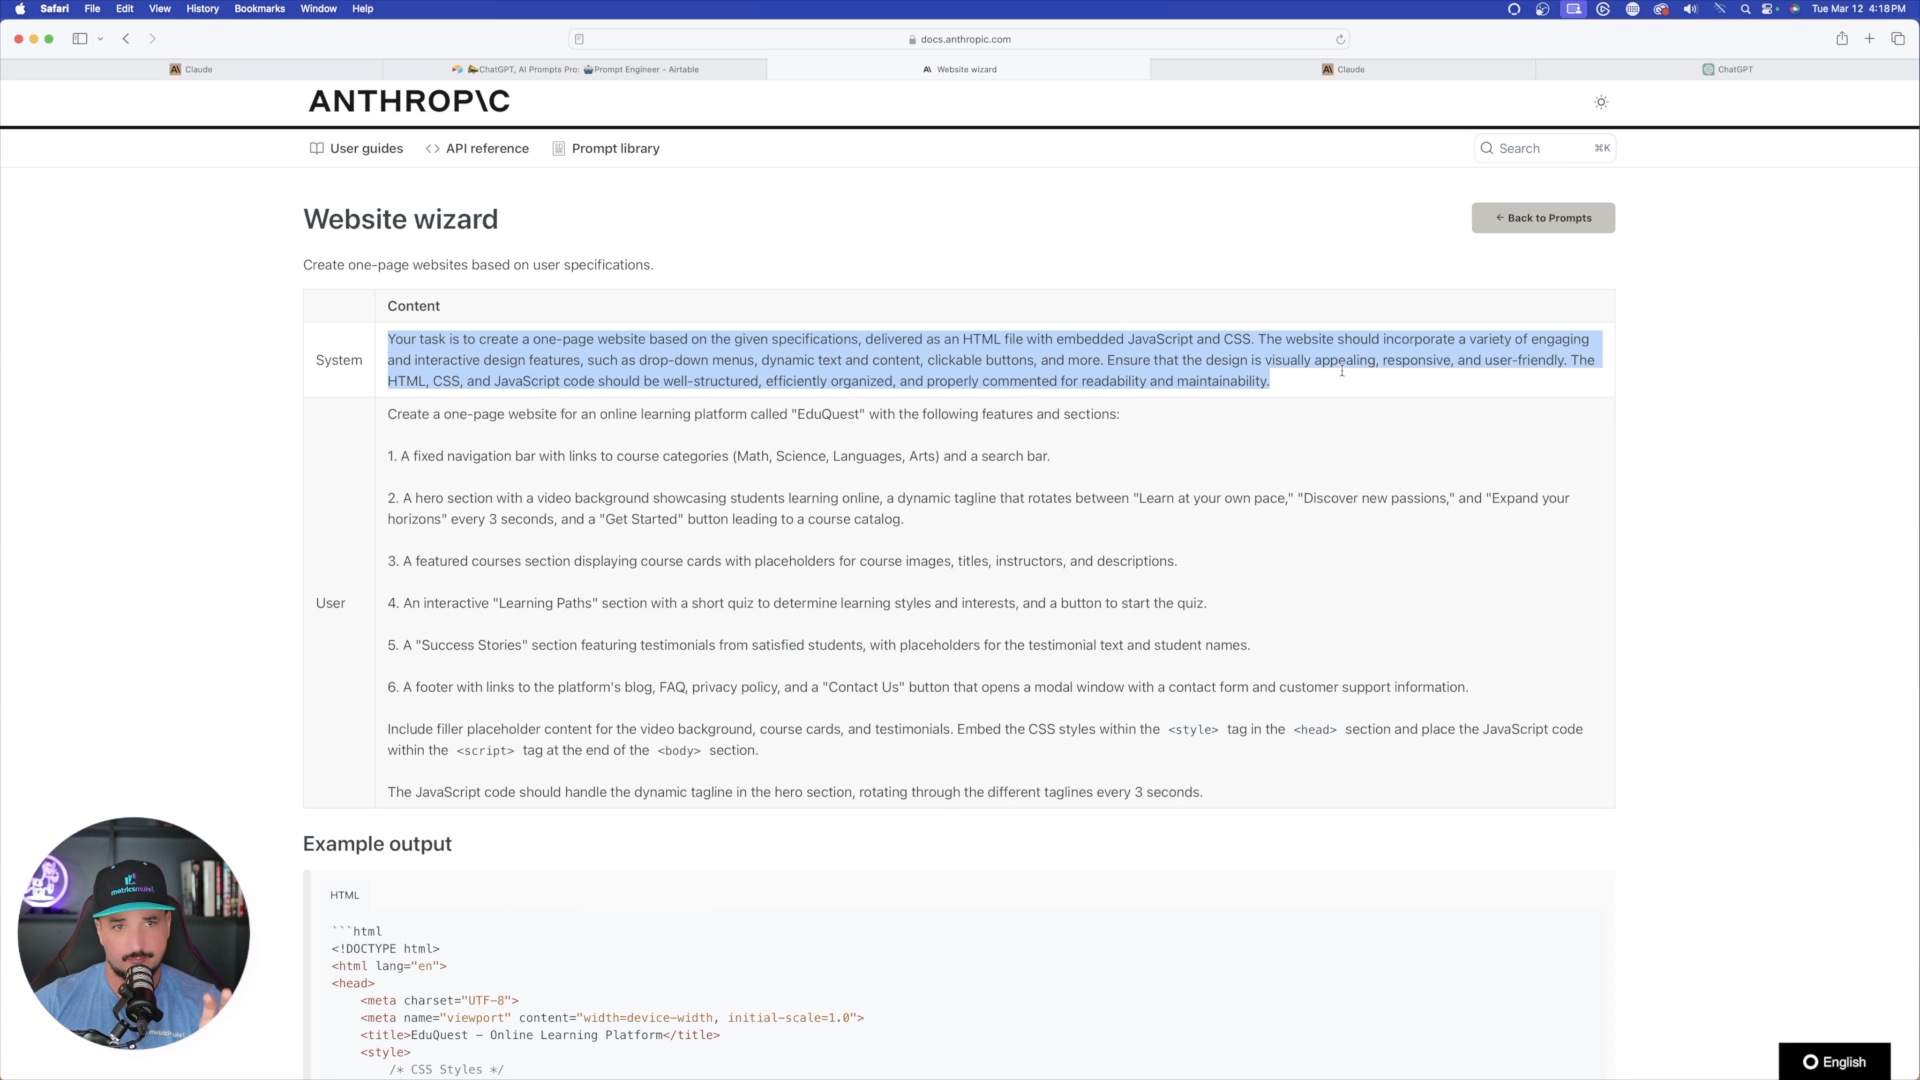 Safari File Edit View History Bookmarks Window Help
Tue Mar 12 4:18 PM
docs.anthropic.com
Claude
ChatGPT, AI Prompts Pro: Prompt Engineer - Airtable
Website wizard
Claude
ChatGPT
ANTHROP\C
User guides
<> API reference
Prompt library
Search
⌘K
Website wizard
← Back to Prompts
Create one-page websites based on user specifications.
Content
System
Your task is to create a one-page website based on the given specifications, delivered as an HTML file with embedded JavaScript and CSS. The website should incorporate a variety of engaging
and interactive design features, such as drop-down menus, dynamic text and content, clickable buttons, and more. Ensure that the design is visually appealing, responsive, and user-friendly. The
HTML, CSS, and JavaScript code should be well-structured, efficiently organized, and properly commented for readability and maintainability.
User
Create a one-page website for an online learning platform called "EduQuest" with the following features and sections:
1. A fixed navigation bar with links to course categories (Math, Science, Languages, Arts) and a search bar.
2. A hero section with a video background showcasing students learning online, a dynamic tagline that rotates between "Learn at your own pace," "Discover new passions," and "Expand your
horizons" every 3 seconds, and a "Get Started" button leading to a course catalog.
3. A featured courses section displaying course cards with placeholders for course images, titles, instructors, and descriptions.
4. An interactive "Learning Paths" section with a short quiz to determine learning styles and interests, and a button to start the quiz.
5. A "Success Stories" section featuring testimonials from satisfied students, with placeholders for the testimonial text and student names.
6. A footer with links to the platform's blog, FAQ, privacy policy, and a "Contact Us" button that opens a modal window with a contact form and customer support information.
Include filler placeholder content for the video background, course cards, and testimonials. Embed the CSS styles within the <style> tag in the <head> section and place the JavaScript code
within the <script> tag at the end of the <body> section.
The JavaScript code should handle the dynamic tagline in the hero section, rotating through the different taglines every 3 seconds.
Example output
HTML
```html
<!DOCTYPE html>
<html lang="en">
<head>
<meta charset="UTF-8">
<meta name="viewport" content="width=device-width, initial-scale=1.0">
<title>EduQuest – Online Learning Platform</title>
<style>
/* CSS Styles */
metricsmule
English